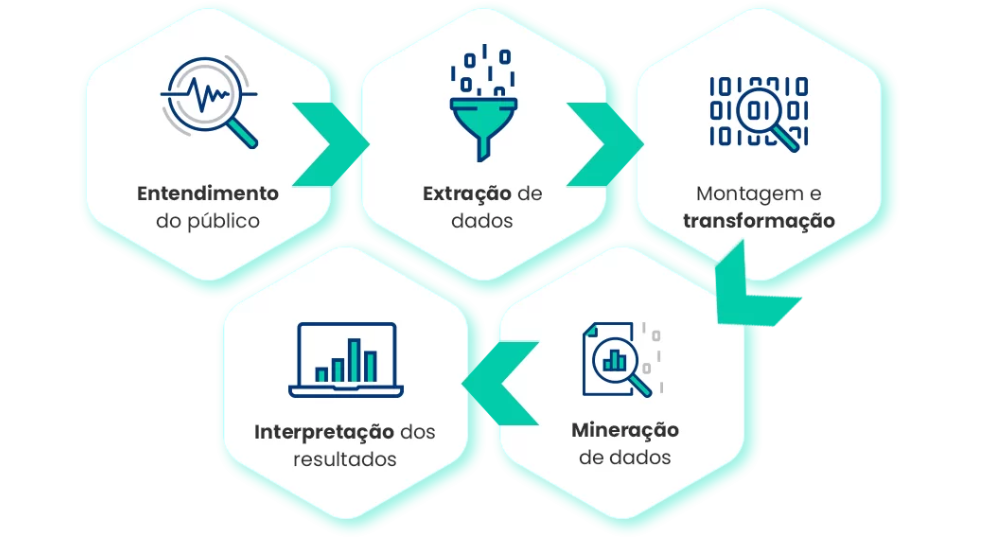 Entendimento
do público
Extração de
dados
Montagem e
transformação
Interpretação dos
resultados
Mineração
de dados